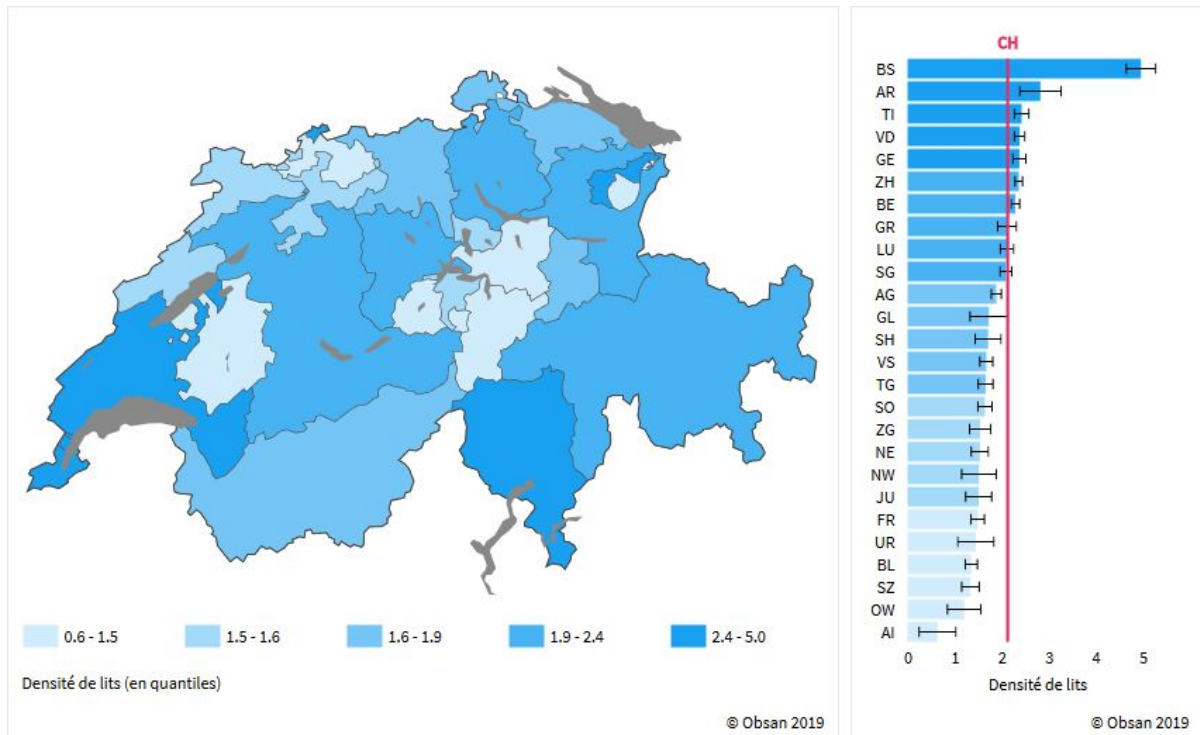 0.6 - 1.5
1.5 - 1.6
1.6 - 1.9
1.9 - 2.4
2.4 - 5.0
Densité de lits (en quantiles)
© Obsan 2019
CH
BS
AR
TI
VD
GE
ZH
BE
GR
LU
SG
AG
GL
SH
VS
TG
SO
ZG
NE
NW
JU
FR
UR
BL
SZ
OW
AI
0 1 2 3 4 5
Densité de lits
© Obsan 2019